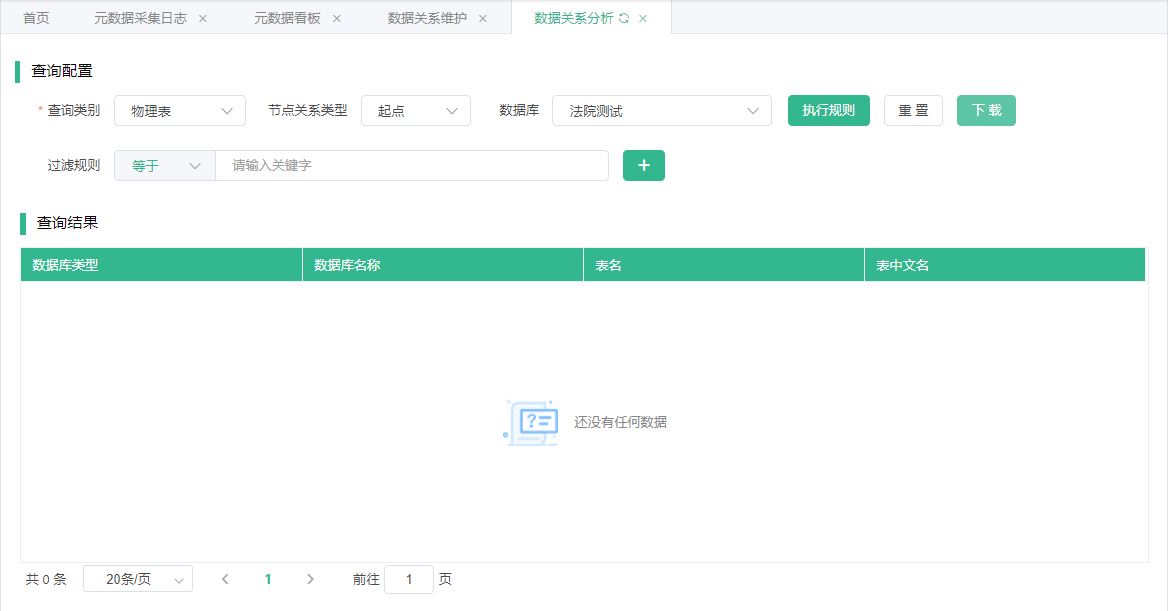 首页 元数据采集日志 元数据看板 数据关系维护 数据关系分析
查询配置
* 查询类别 物理表 节点关系类型 起点 数据库 法院测试 执行规则 重 置 下 载
过滤规则 等于 请输入关键字 +
查询结果
数据库类型 数据库名称 表名 表中文名
?
还没有任何数据
共 0 条 20条/页 1 前往 1 页